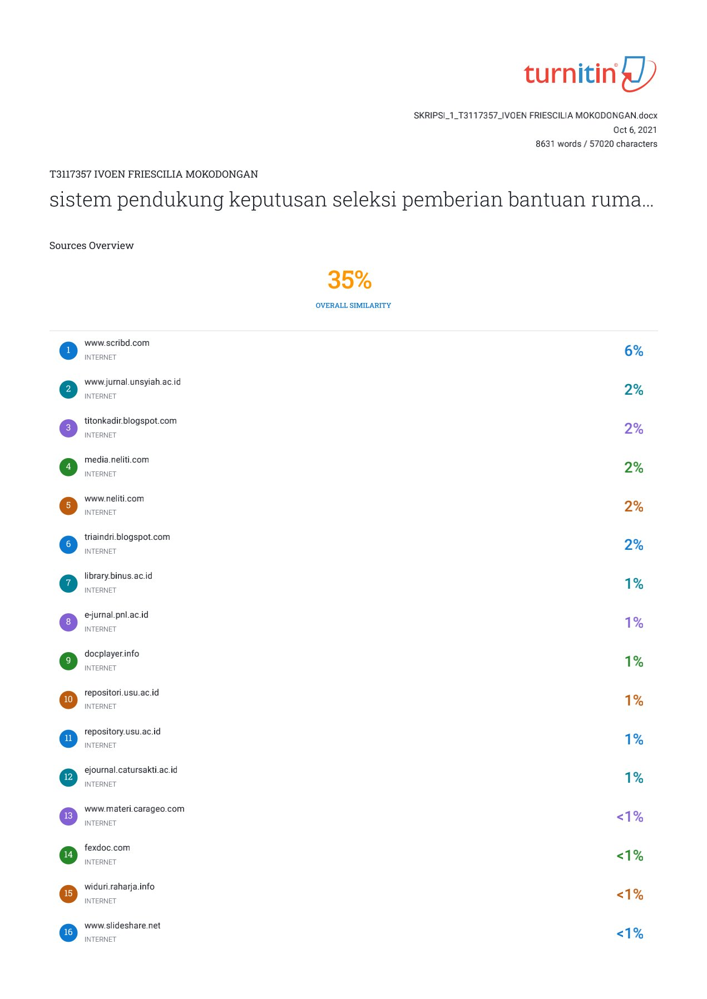 turnitin®
SKRIPSI_1_T3117357_IVOEN FRIESCILIA MOKODONGAN.docx
Oct 6, 2021
8631 words / 57020 characters
T3117357 IVOEN FRIESCILIA MOKODONGAN
sistem pendukung keputusan seleksi pemberian bantuan ruma...
Sources Overview
35%
OVERALL SIMILARITY
1 www.scribd.com 6%
INTERNET
2 www.jurnal.unsyiah.ac.id 2%
INTERNET
3 titonkadir.blogspot.com 2%
INTERNET
4 media.neliti.com 2%
INTERNET
5 www.neliti.com 2%
INTERNET
6 triaindri.blogspot.com 2%
INTERNET
7 library.binus.ac.id 1%
INTERNET
8 e-jurnal.pnl.ac.id 1%
INTERNET
9 docplayer.info 1%
INTERNET
10 repositori.usu.ac.id 1%
INTERNET
11 repository.usu.ac.id 1%
INTERNET
12 ejournal.catursakti.ac.id 1%
INTERNET
13 www.materi.carageo.com <1%
INTERNET
14 fexdoc.com <1%
INTERNET
15 widuri.raharja.info <1%
INTERNET
16 www.slideshare.net <1%
INTERNET